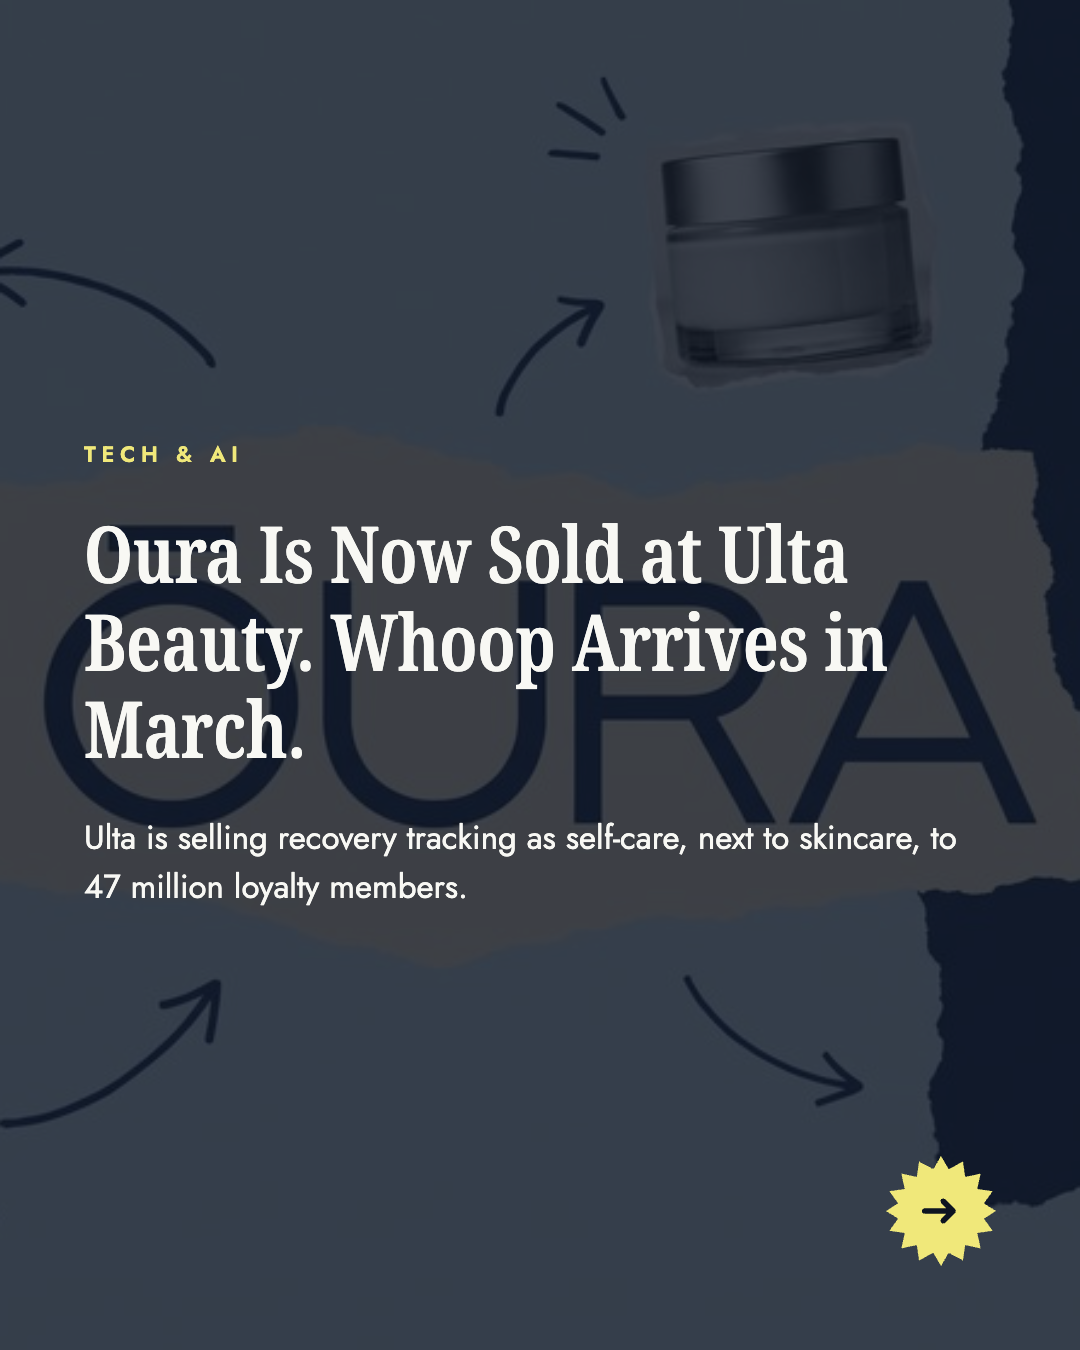 TECH & AI
Oura Is Now Sold at Ulta
Beauty. Whoop Arrives in
March.
ŌURA
Ulta is selling recovery tracking as self-care, next to skincare, to
47 million loyalty members.